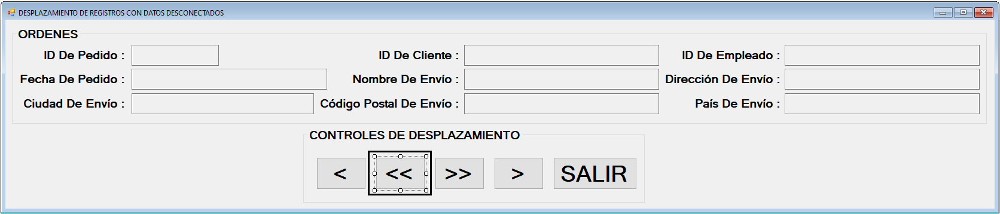 DESPLAZAMIENTO DE REGISTROS CON DATOS DESCONECTADOS
ORDENES
ID De Pedido : ID De Cliente : ID De Empleado :
Fecha De Pedido : Nombre De Envío : Dirección De Envío :
Ciudad De Envío : Código Postal De Envío : País De Envío :
CONTROLES DE DESPLAZAMIENTO
< << >> > SALIR